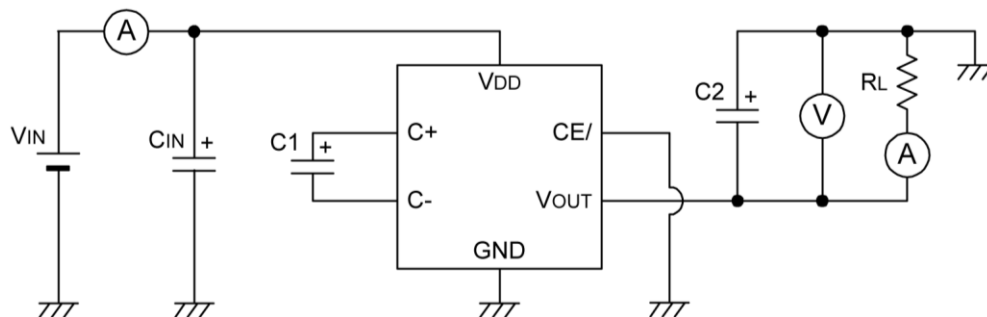 A
VDD
C2 +
RL
V
A
VIN
CIN +
C1 +
C+
CE/
C-
VOUT
GND